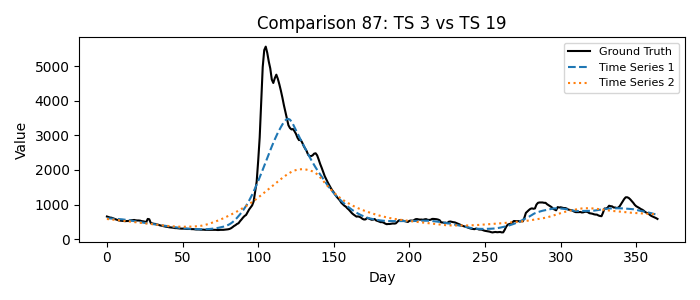 Comparison 87: TS 3 vs TS 19
Ground Truth
Time Series 1
Time Series 2
Value
5000
4000
3000
2000
1000
0
0 50 100 150 200 250 300 350
Day